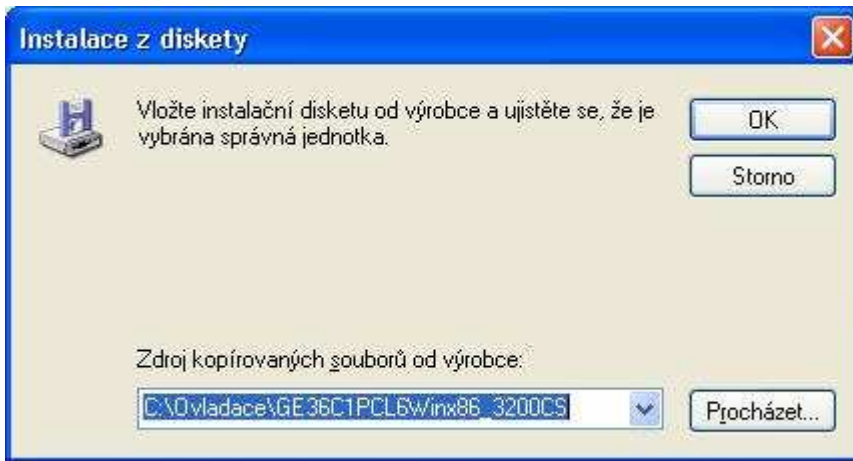 Instalace z diskety
Vložte instalační disketu od výrobce a ujistěte se, že je
vybrána správná jednotka.
OK
Storno
Zdroj kopírovaných souborů od výrobce:
C:\Ovladace\GE36C1PCL6Winx86_3200CS
Procházet...